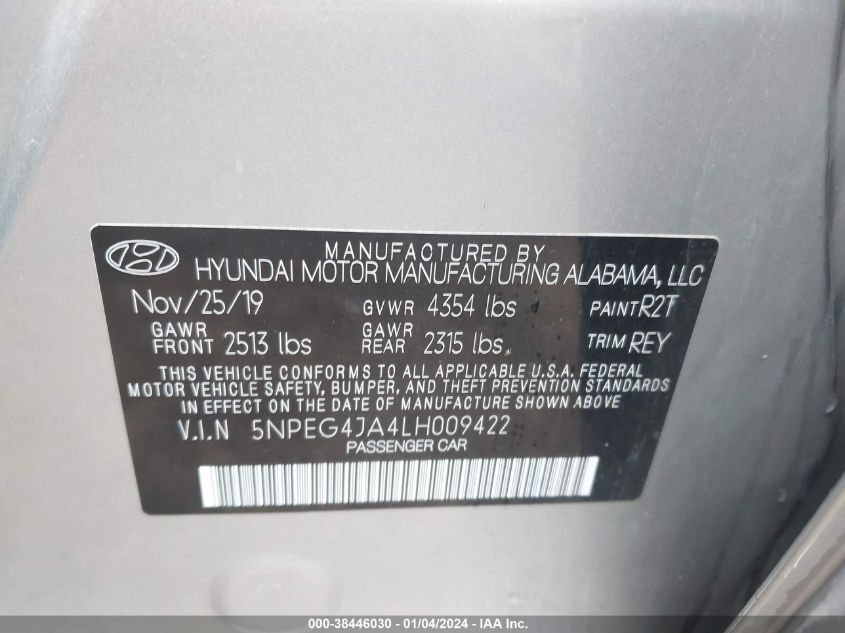 MANUFACTURED BY
HYUNDAI MOTOR MANUFACTURING ALABAMA, LLC
Nov/25/19 GVWR 4354 lbs PAINT R2T
GAWR FRONT 2513 lbs GAWR REAR 2315 lbs. TRIM REY
THIS VEHICLE CONFORMS TO ALL APPLICABLE U.S.A. FEDERAL
MOTOR VEHICLE SAFETY, BUMPER, AND THEFT PREVENTION STANDARDS
IN EFFECT ON THE DATE OF MANUFACTURE SHOWN ABOVE
V.I.N 5NPEG4JA4LH009422
PASSENGER CAR
000-38446030 - 01/04/2024 - IAA Inc.